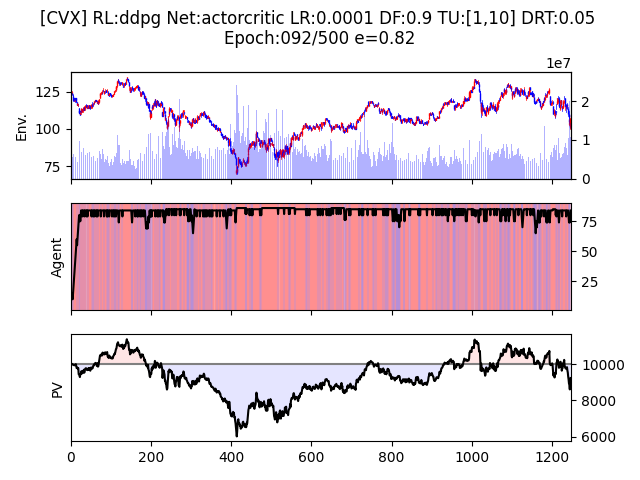 [CVX] RL:ddpg Net:actorcritic LR:0.0001 DF:0.9 TU:[1,10] DRT:0.05
Epoch:092/500 e=0.82
1e7
125
100
75
Env.
2
1
0
Agent
75
50
25
PV
10000
8000
6000
0 200 400 600 800 1000 1200